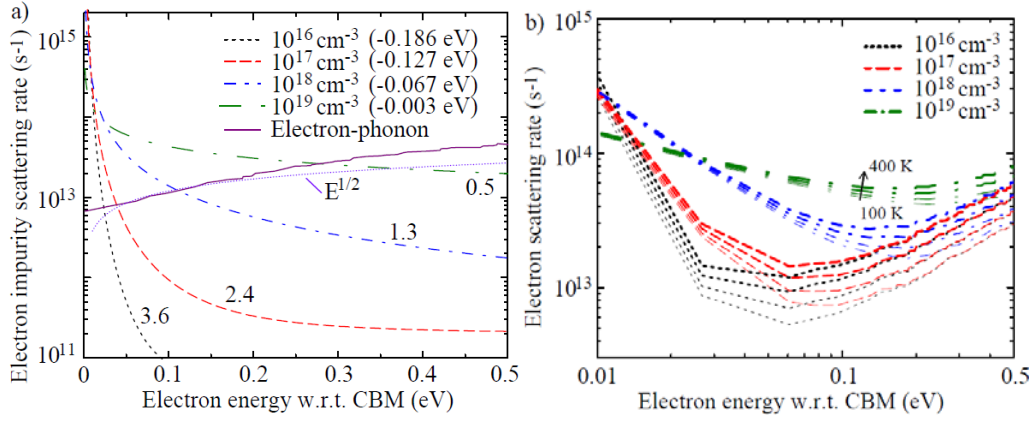 a)
10^15
10^13
10^11
Electron impurity scattering rate (s^-1)
10^16 cm^-3 (-0.186 eV)
10^17 cm^-3 (-0.127 eV)
10^18 cm^-3 (-0.067 eV)
10^19 cm^-3 (-0.003 eV)
Electron-phonon
E^1/2
0.5
1.3
2.4
3.6
0 0.1 0.2 0.3 0.4 0.5
Electron energy w.r.t. CBM (eV)
b)
10^15
10^14
10^13
Electron scattering rate (s^-1)
10^16 cm^-3
10^17 cm^-3
10^18 cm^-3
10^19 cm^-3
400 K
100 K
0.01 0.1 0.5
Electron energy w.r.t. CBM (eV)